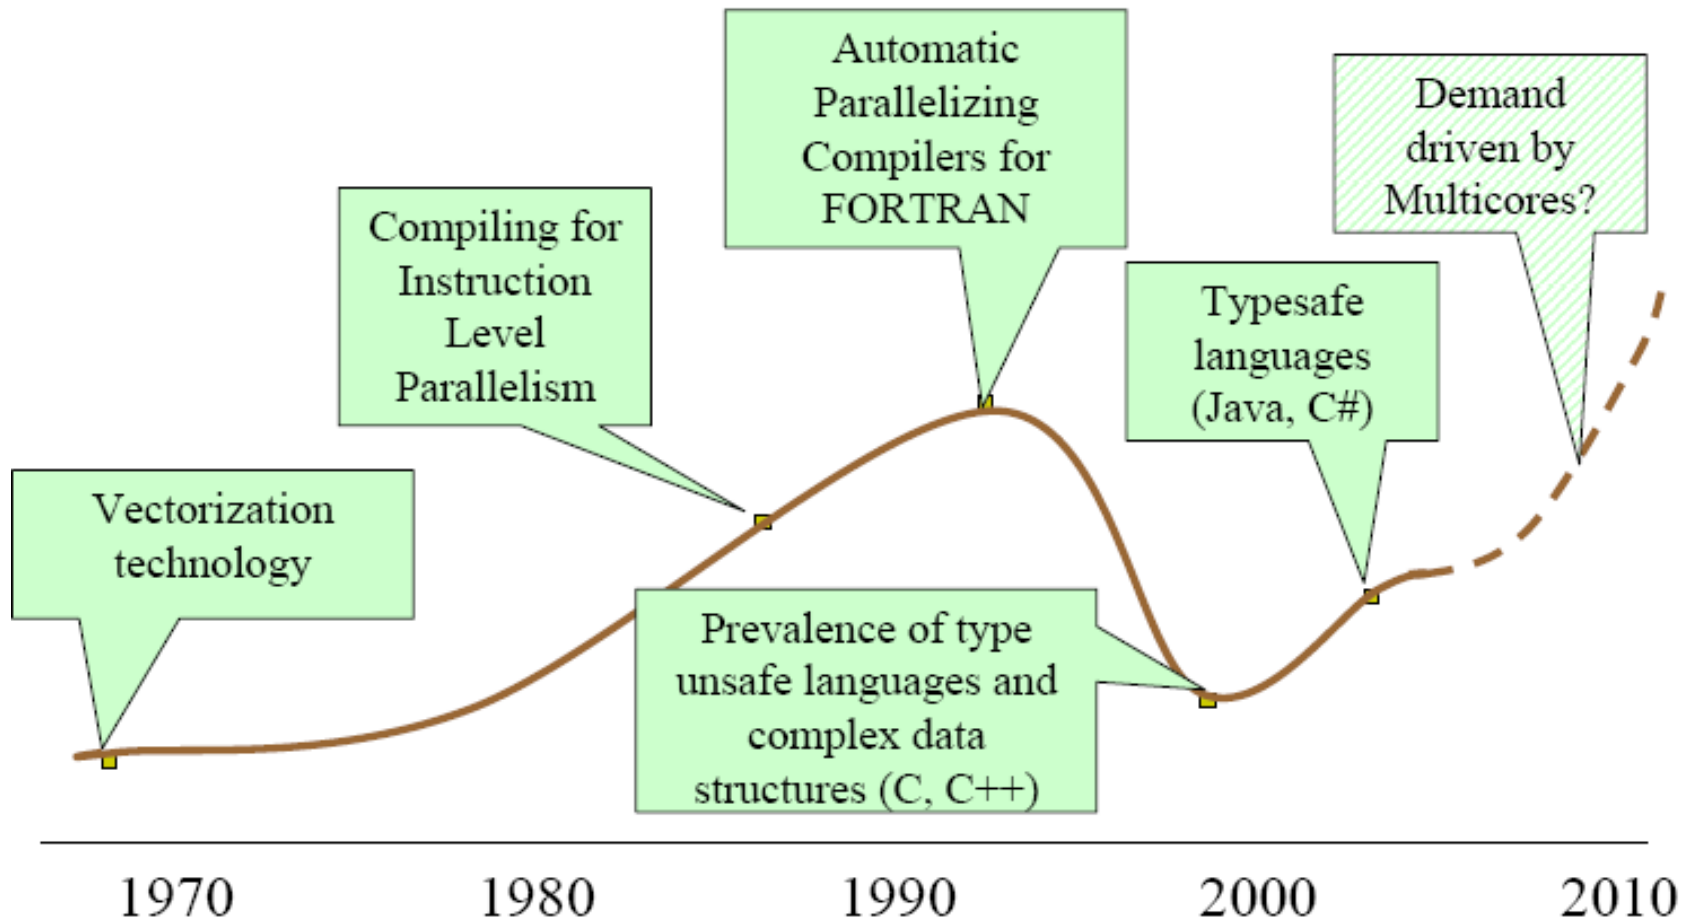 Vectorization
technology
Compiling for
Instruction
Level
Parallelism
Automatic
Parallelizing
Compilers for
FORTRAN
Prevalence of type
unsafe languages and
complex data
structures (C, C++)
Typesafe
languages
(Java, C#)
Demand
driven by
Multicores?
1970 1980 1990 2000 2010